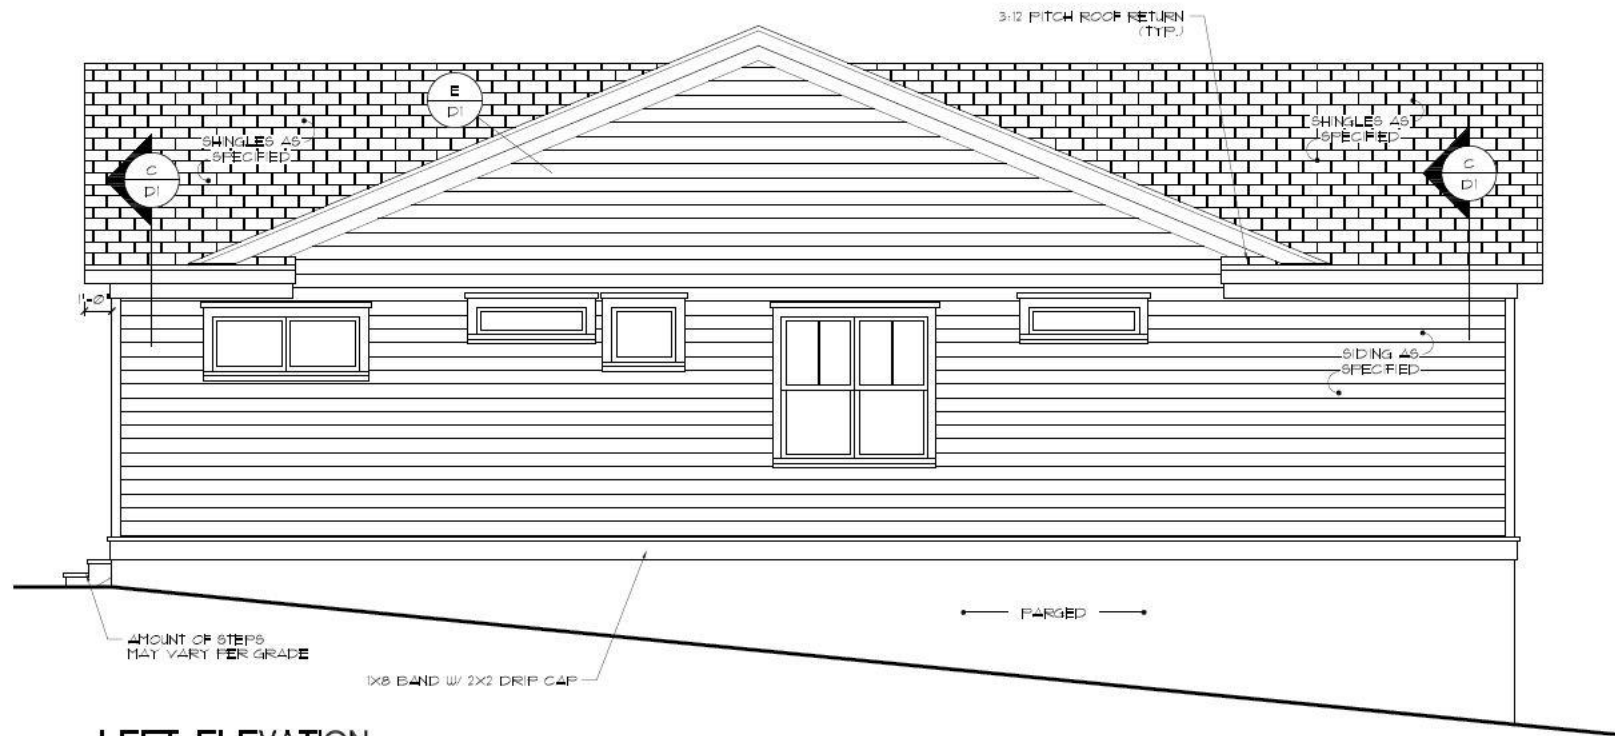 3:12 PITCH ROOF RETURN
(TYP.)
E
D1
SHINGLES AS
SPECIFIED
SHINGLES AS
SPECIFIED
C
D1
C
D1
1'-0"
SIDING AS
SPECIFIED
PARGED
AMOUNT OF STEPS
MAY VARY PER GRADE
1X8 BAND W/ 2X2 DRIP CAP
LEFT ELEVATION